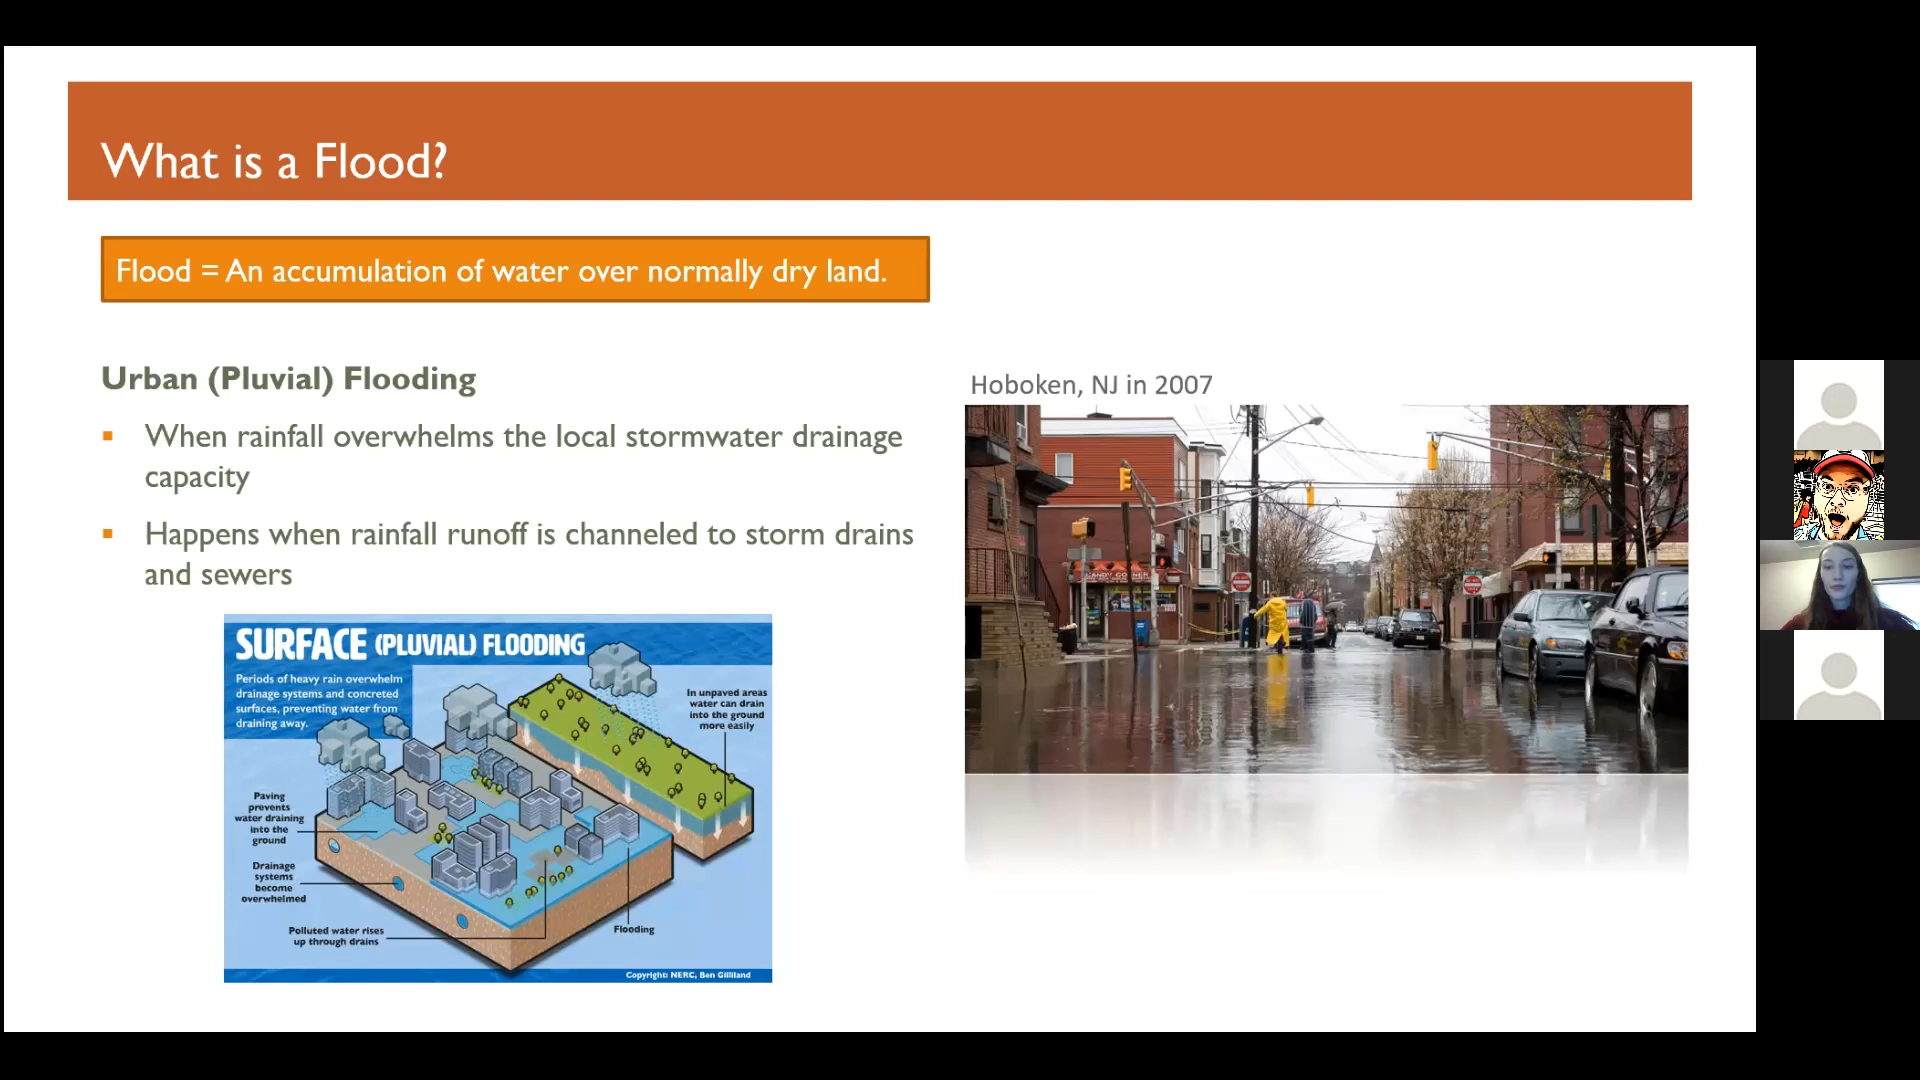 What is a Flood?
Flood = An accumulation of water over normally dry land.
Urban (Pluvial) Flooding
When rainfall overwhelms the local stormwater drainage
capacity
Happens when rainfall runoff is channeled to storm drains
and sewers
SURFACE (PLUVIAL) FLOODING
Periods of heavy rain overwhelm
drainage systems and concreted
surfaces, preventing water from
draining away.
In unpaved areas
water can drain
into the ground
more easily
Paving
prevents
water draining
into the
ground
Drainage
systems
become
overwhelmed
Polluted water rises
up through drains
Flooding
Copyright: NERC, Ben Gilliland
Hoboken, NJ in 2007
CANDY CORNER